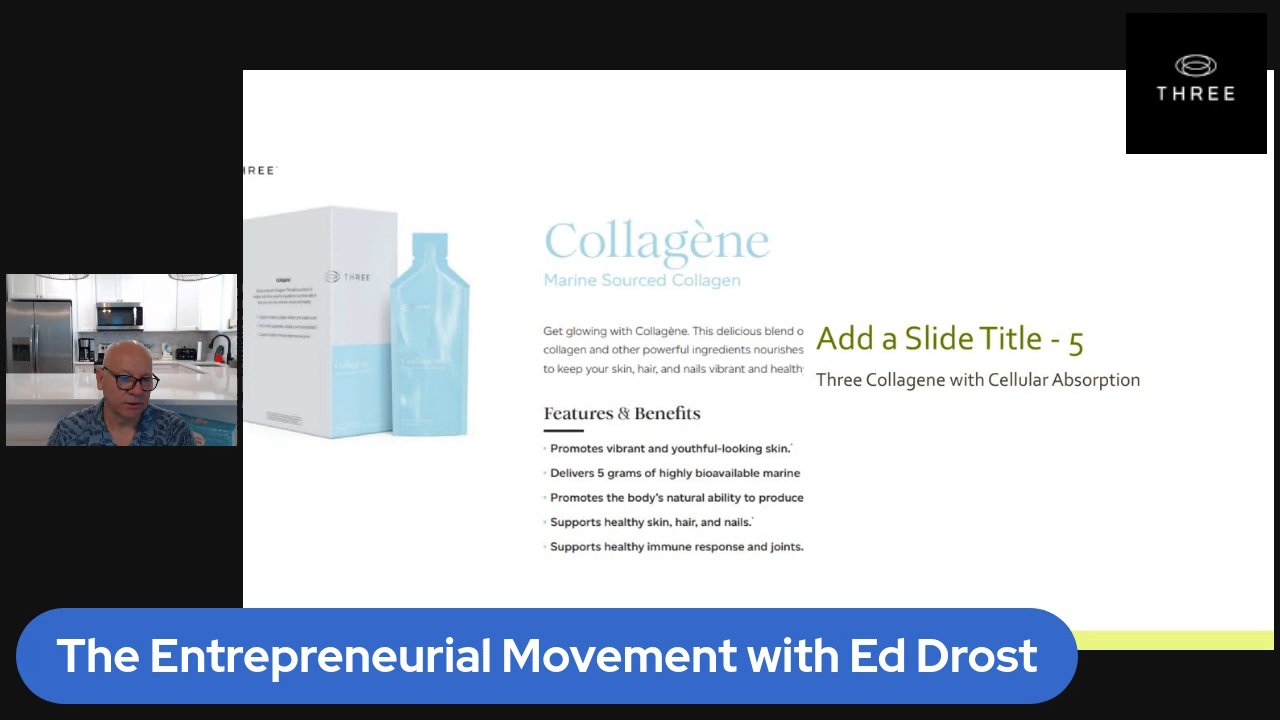 THREE
HREE
Collagène
Marine Sourced Collagen
Get glowing with Collagène. This delicious blend o
collagen and other powerful ingredients nourishes
to keep your skin, hair, and nails vibrant and healthy
Features & Benefits
• Promotes vibrant and youthful-looking skin.*
• Delivers 5 grams of highly bioavailable marine
• Promotes the body's natural ability to produce
• Supports healthy skin, hair, and nails.*
• Supports healthy immune response and joints.
Add a Slide Title - 5
Three Collagene with Cellular Absorption
THREE
Collagène
Collagène
The Entrepreneurial Movement with Ed Drost